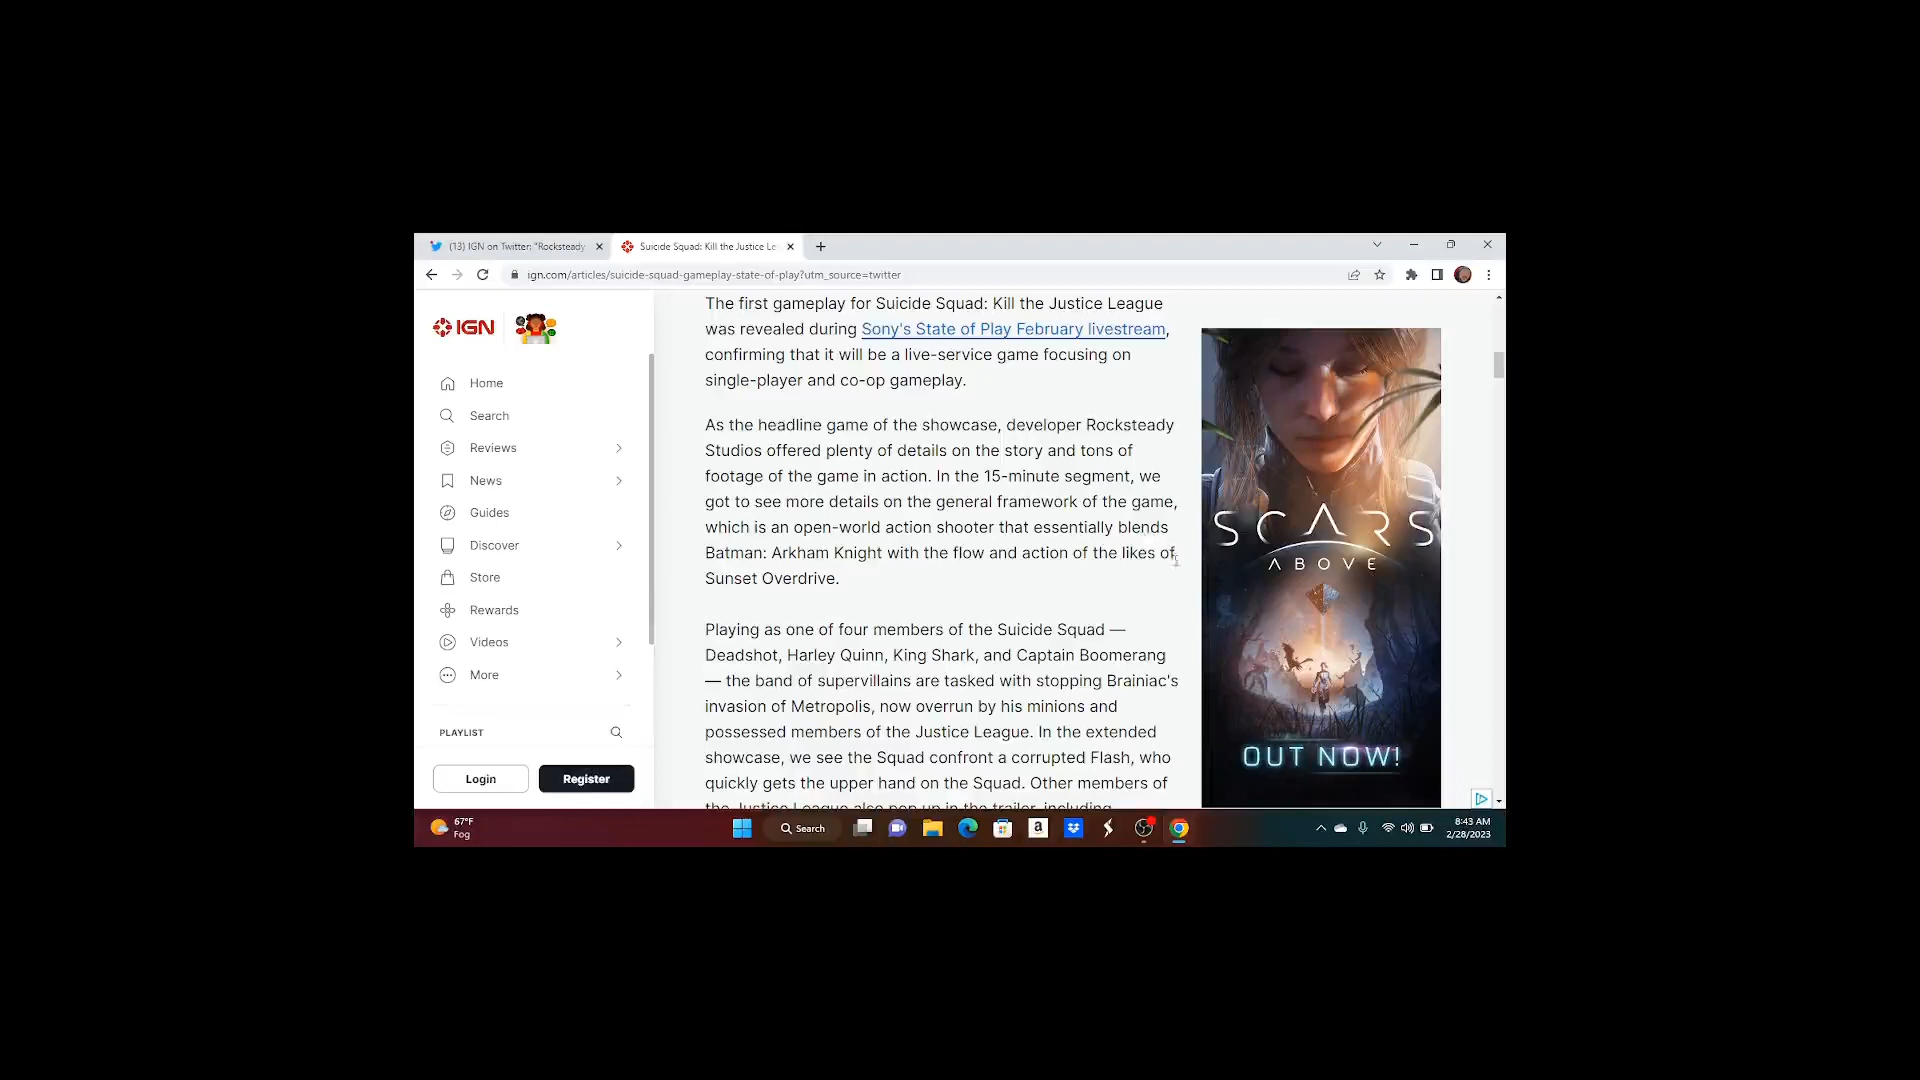 (13) IGN on Twitter: "Rocksteady
Suicide Squad: Kill the Justice Le
ign.com/articles/suicide-squad-gameplay-state-of-play?utm_source=twitter
IGN
Home
Search
Reviews
News
Guides
Discover
Store
Rewards
Videos
More
PLAYLIST
Login
Register
The first gameplay for Suicide Squad: Kill the Justice League
was revealed during Sony's State of Play February livestream,
confirming that it will be a live-service game focusing on
single-player and co-op gameplay.
As the headline game of the showcase, developer Rocksteady
Studios offered plenty of details on the story and tons of
footage of the game in action. In the 15-minute segment, we
got to see more details on the general framework of the game,
which is an open-world action shooter that essentially blends
Batman: Arkham Knight with the flow and action of the likes of
Sunset Overdrive.
Playing as one of four members of the Suicide Squad —
Deadshot, Harley Quinn, King Shark, and Captain Boomerang
— the band of supervillains are tasked with stopping Brainiac's
invasion of Metropolis, now overrun by his minions and
possessed members of the Justice League. In the extended
showcase, we see the Squad confront a corrupted Flash, who
quickly gets the upper hand on the Squad. Other members of
the Justice League also pop up in the trailer, including
SCARS
ABOVE
OUT NOW!
67°F
Fog
Search
a
8:43 AM
2/28/2023